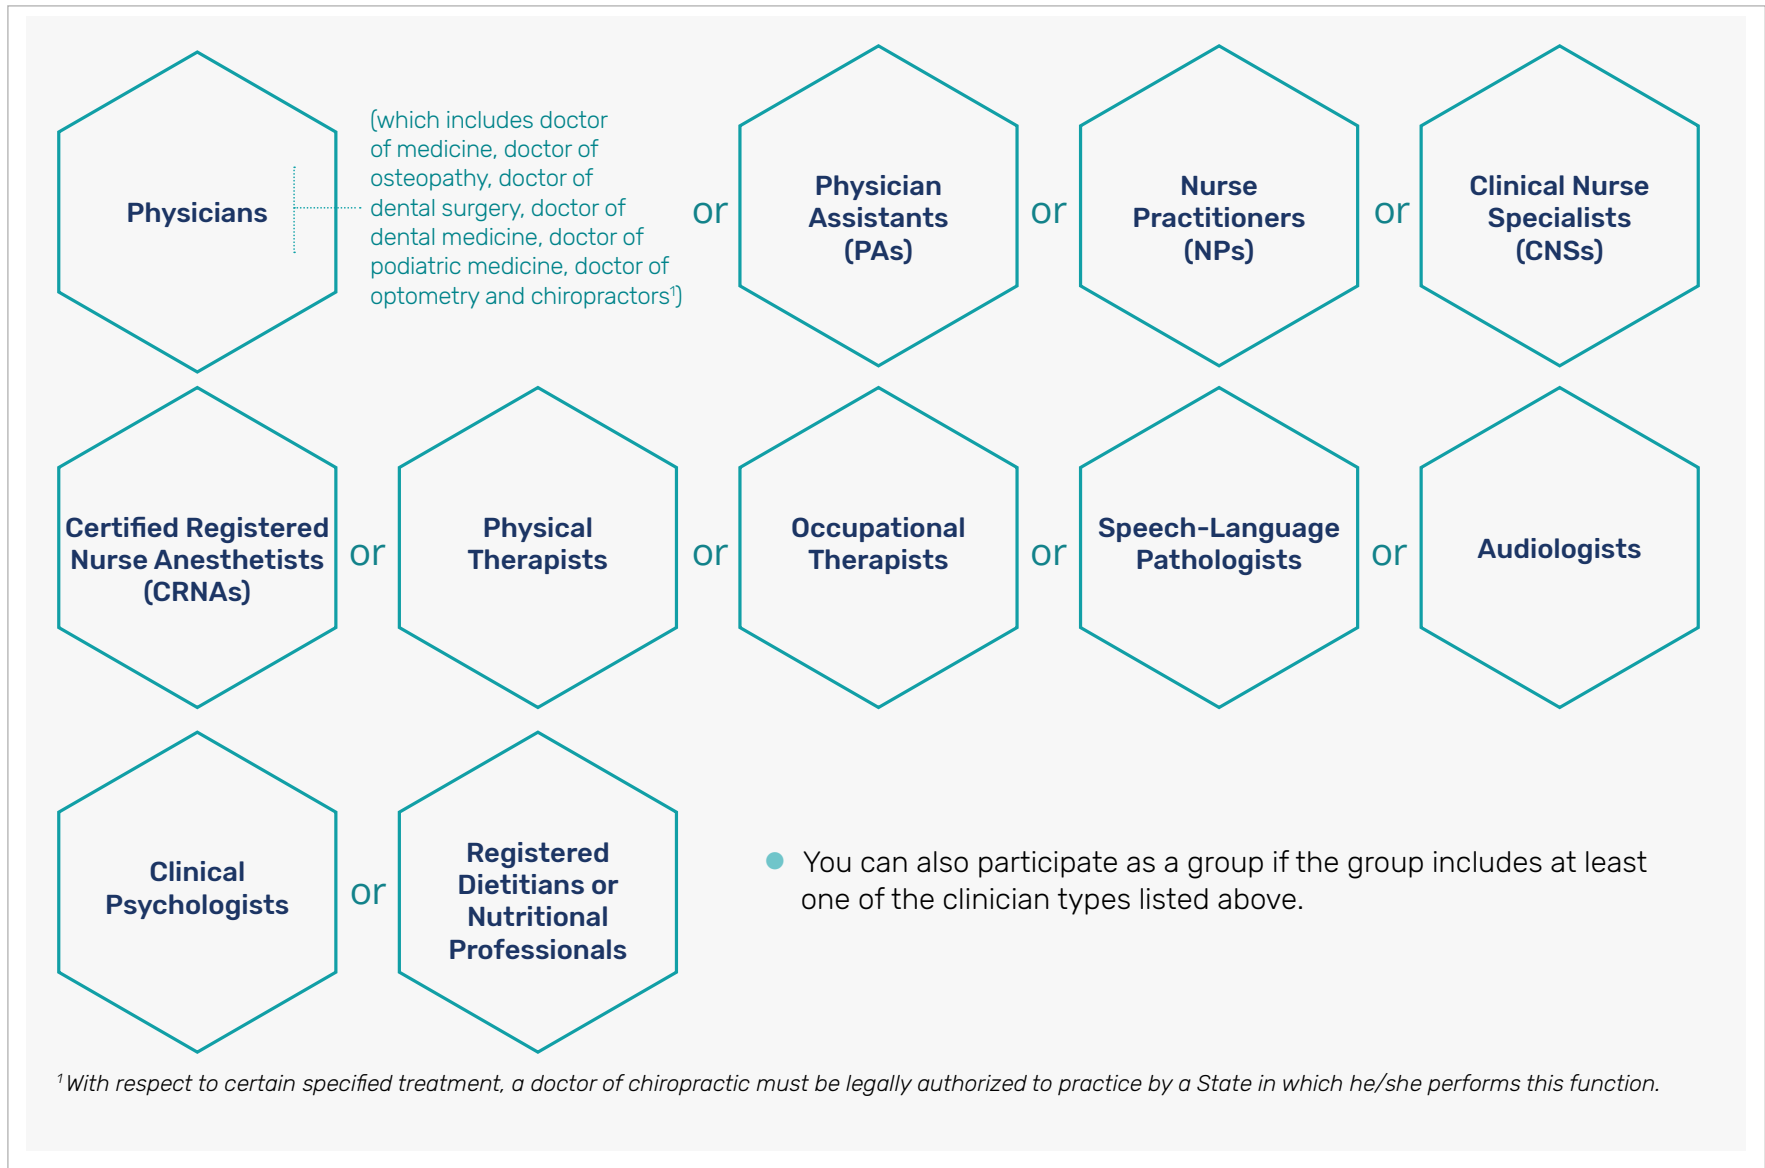 Physicians
(which includes doctor
of medicine, doctor of
osteopathy, doctor of
dental surgery, doctor of
dental medicine, doctor of
podiatric medicine, doctor of
optometry and chiropractors¹)
or
Physician
Assistants
(PAs)
or
Nurse
Practitioners
(NPs)
or
Clinical Nurse
Specialists
(CNSs)
Certified Registered
Nurse Anesthetists
(CRNAs)
or
Physical
Therapists
or
Occupational
Therapists
or
Speech-Language
Pathologists
or
Audiologists
Clinical
Psychologists
or
Registered
Dietitians or
Nutritional
Professionals
● You can also participate as a group if the group includes at least
one of the clinician types listed above.
¹ With respect to certain specified treatment, a doctor of chiropractic must be legally authorized to practice by a State in which he/she performs this function.